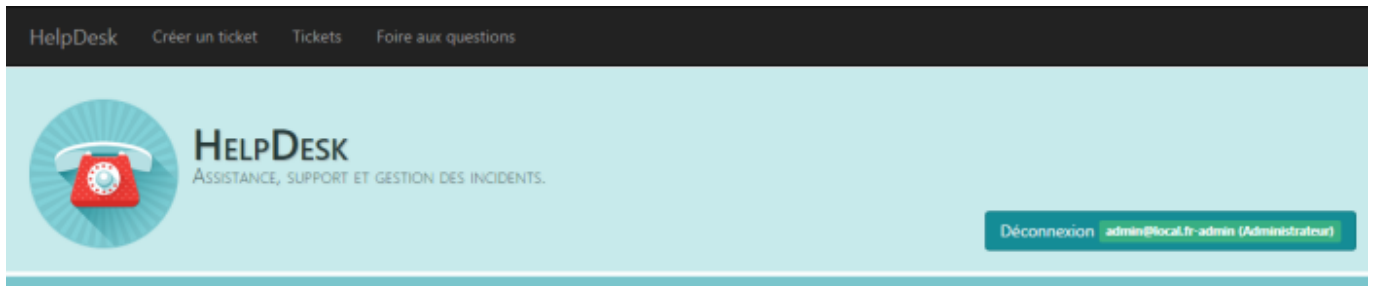 HelpDesk Créer un ticket Tickets Foire aux questions
HelpDesk
Assistance, support et gestion des incidents.
Déconnexion admin@local.fr-admin (Administrateur)